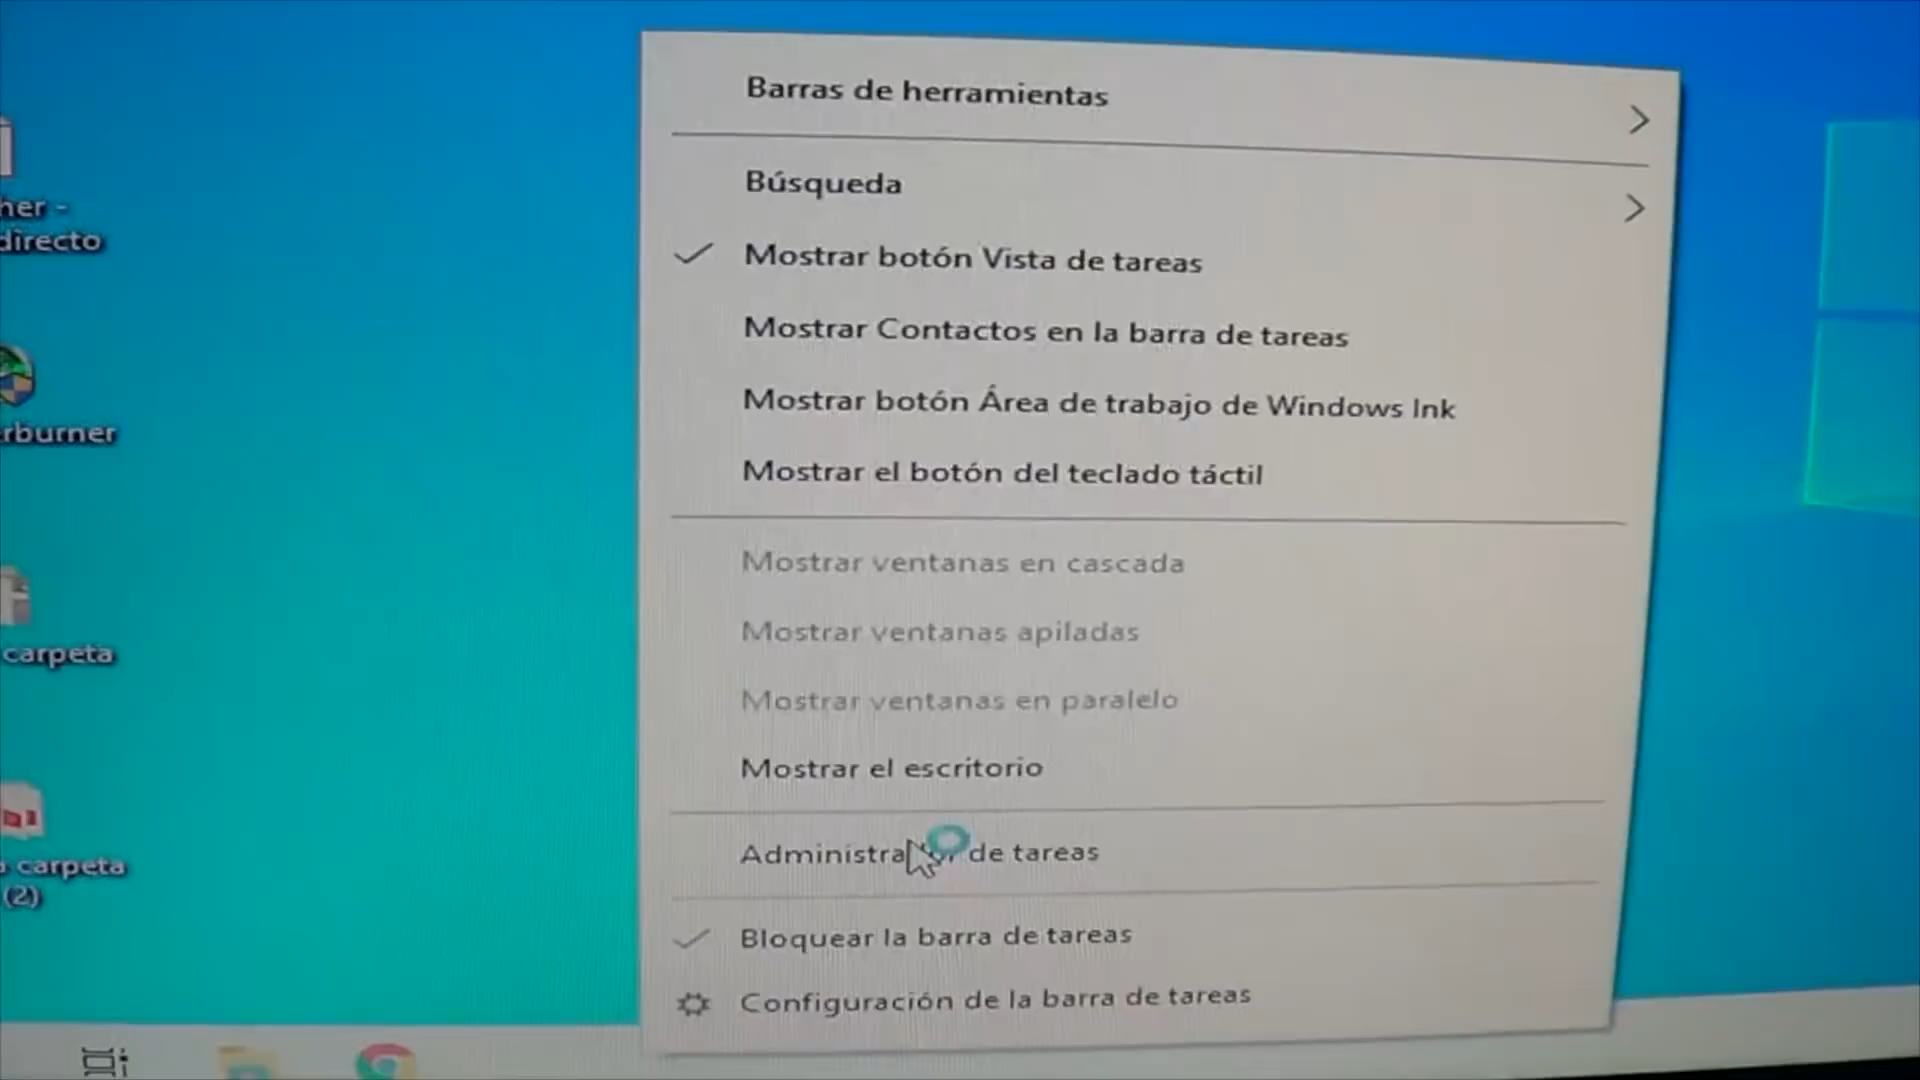 Barras de herramientas
Búsqueda
Mostrar botón Vista de tareas
Mostrar Contactos en la barra de tareas
Mostrar botón Área de trabajo de Windows Ink
Mostrar el botón del teclado táctil
Mostrar ventanas en cascada
Mostrar ventanas apiladas
Mostrar ventanas en paralelo
Mostrar el escritorio
Administrador de tareas
Bloquear la barra de tareas
Configuración de la barra de tareas
her -
directo
rburner
carpeta
carpeta
(2)